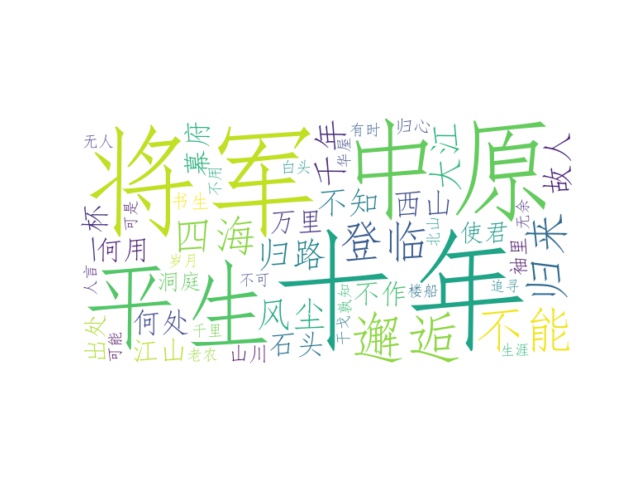 将军
中原
平生
十年
邂逅
不能
归来
登临
四海
故人
大江
千年
一杯
何用
幕府
归路
风尘
万里
西山
不知
石头
不作
何处
江山
出处
洞庭
山川
使君
袖里
无余
北山
楼船
追寻
生涯
孰知
干戈
不可
千里
老农
岁月
人言
可能
可是
书生
不用
白头
华屋
有时
归心
无人